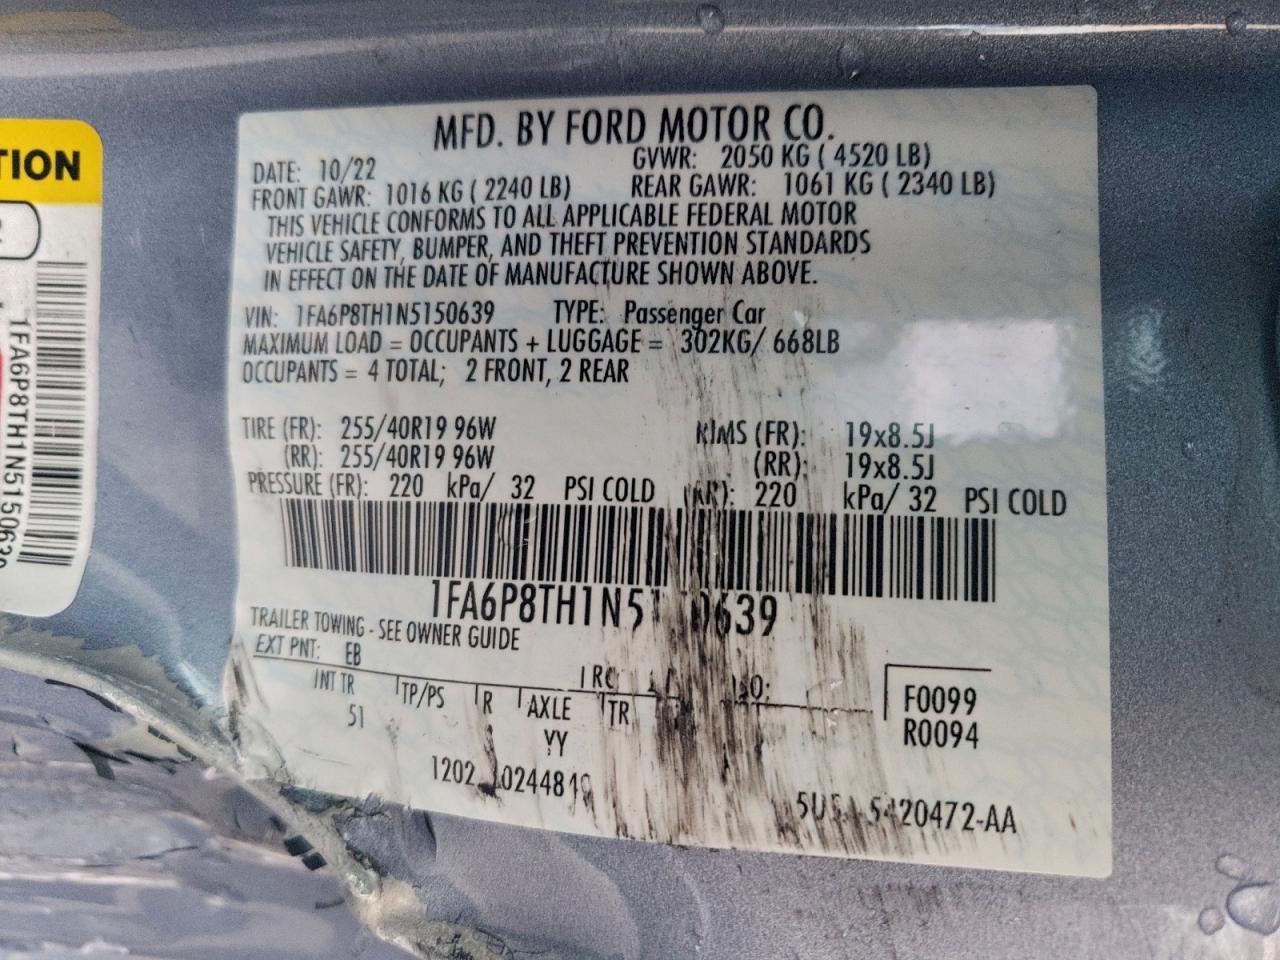 MFD. BY FORD MOTOR CO.
DATE: 10/22 GVWR: 2050 KG ( 4520 LB)
FRONT GAWR: 1016 KG ( 2240 LB) REAR GAWR: 1061 KG ( 2340 LB)
THIS VEHICLE CONFORMS TO ALL APPLICABLE FEDERAL MOTOR
VEHICLE SAFETY, BUMPER, AND THEFT PREVENTION STANDARDS
IN EFFECT ON THE DATE OF MANUFACTURE SHOWN ABOVE.
VIN: 1FA6P8TH1N5150639 TYPE: Passenger Car
MAXIMUM LOAD = OCCUPANTS + LUGGAGE = 302KG/ 668LB
OCCUPANTS = 4 TOTAL; 2 FRONT, 2 REAR
TIRE (FR): 255/40R19 96W RIMS (FR): 19x8.5J
(RR): 255/40R19 96W (RR): 19x8.5J
PRESSURE (FR): 220 kPa/ 32 PSI COLD (RR): 220 kPa/ 32 PSI COLD
1FA6P8TH1N5150639
TRAILER TOWING - SEE OWNER GUIDE
EXT PNT: EB RC:
INT TR TP/PS R AXLE TR
51 YY
F0099
R0094
TION
1FA6P8TH1N5150639